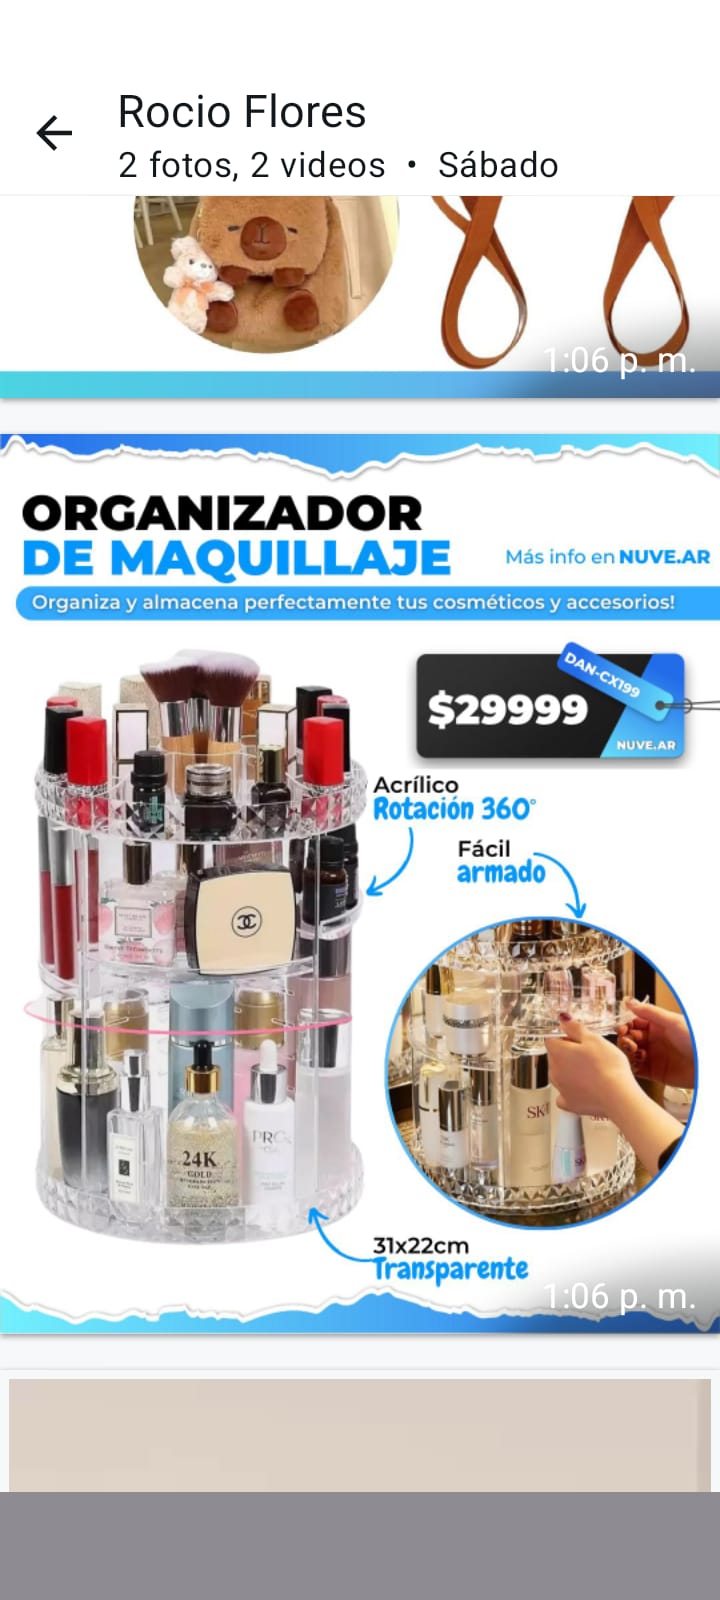 Rocio Flores
2 fotos, 2 videos • Sábado
1:06 p. m.
ORGANIZADOR
DE MAQUILLAJE
Más info en NUVE.AR
Organiza y almacena perfectamente tus cosméticos y accesorios!
DAN-CX199
$29999
NUVE.AR
Acrílico
Rotación 360°
Fácil
armado
SK
PRO
24K
GOLD
31x22cm
Transparente
1:06 p. m.